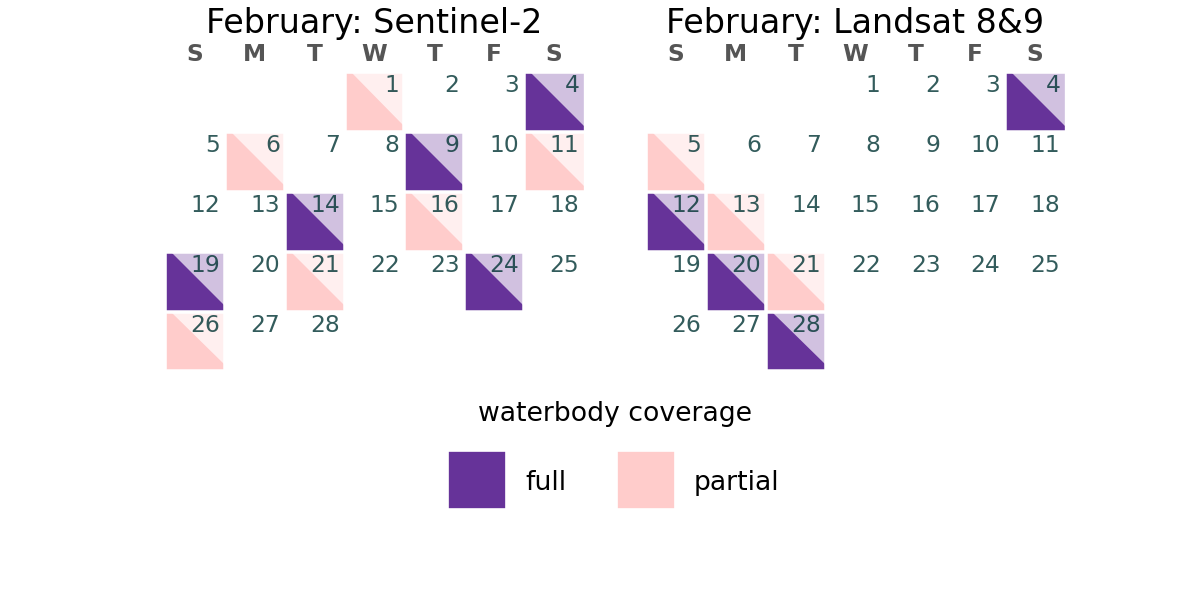 February: Sentinel-2
S M T W T F S
1 2 3 4
5 6 7 8 9 10 11
12 13 14 15 16 17 18
19 20 21 22 23 24 25
26 27 28
February: Landsat 8&9
S M T W T F S
1 2 3 4
5 6 7 8 9 10 11
12 13 14 15 16 17 18
19 20 21 22 23 24 25
26 27 28
waterbody coverage
full
partial